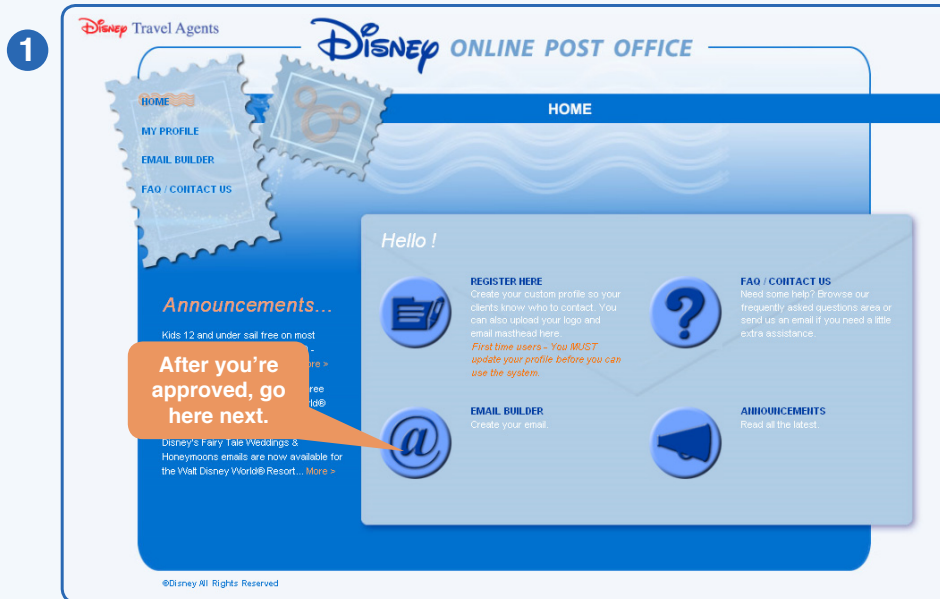 1
Disney Travel Agents
Disney ONLINE POST OFFICE
HOME
HOME
MY PROFILE
EMAIL BUILDER
FAQ / CONTACT US
Hello !
REGISTER HERE
Create your custom profile so your
clients know who to contact. You
can also upload your logo and
email masthead here.
First time users - You MUST
update your profile before you can
use the system.
FAQ / CONTACT US
Need some help? Browse our
frequently asked questions area or
send us an email if you need a little
extra assistance.
EMAIL BUILDER
Create your email.
ANNOUNCEMENTS
Read all the latest.
Announcements...
Kids 12 and under sail free on most
After you're
approved, go
here next.
Disney's Fairy Tale Weddings &
Honeymoons emails are now available for
the Walt Disney World® Resort... More >
©Disney All Rights Reserved